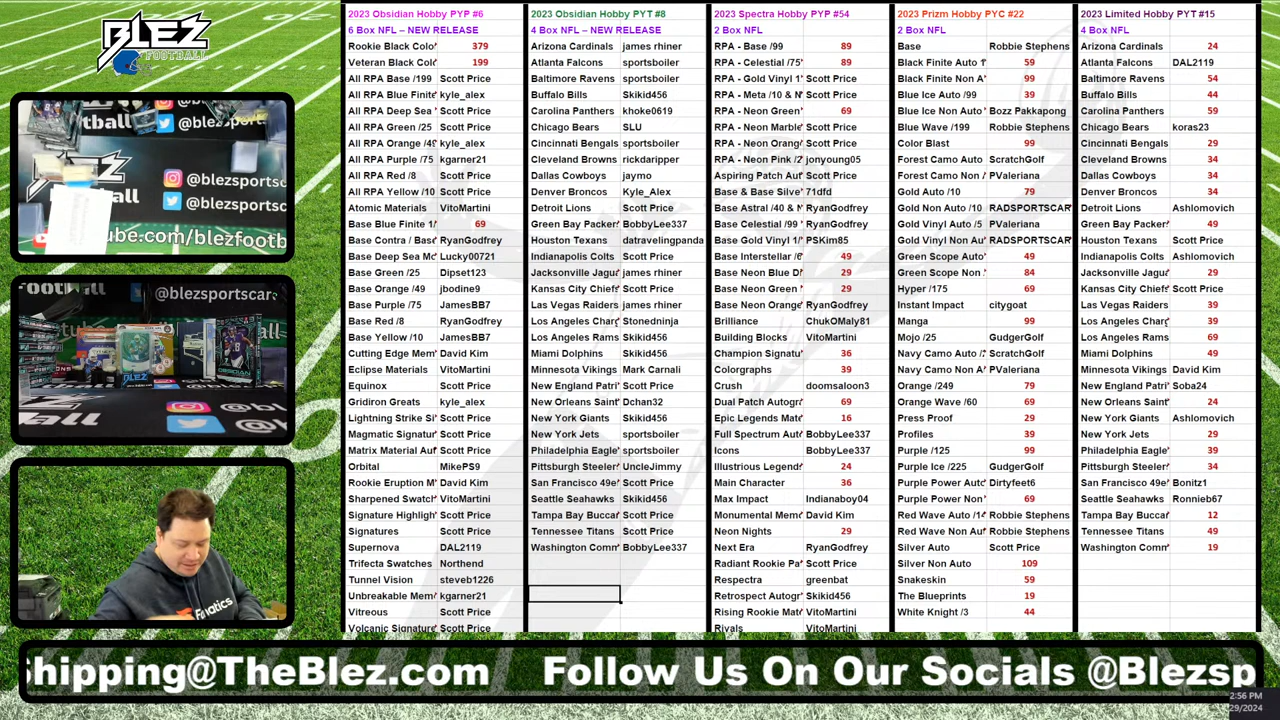 BLEZ
FOOTBALL
2023 Obsidian Hobby PYP #6
6 Box NFL – NEW RELEASE
Rookie Black Colo 379
Veteran Black Col 199
All RPA Base /199 Scott Price
All RPA Blue Finite kyle_alex
All RPA Deep Sea Scott Price
All RPA Green /25 Scott Price
All RPA Orange /49 kyle_alex
All RPA Purple /75 kgarner21
All RPA Red /8 Scott Price
All RPA Yellow /10 Scott Price
Atomic Materials VitoMartini
Base Blue Finite 1/ 69
Base Contra / Base RyanGodfrey
Base Deep Sea Mo Lucky00721
Base Green /25 Dipset123
Base Orange /49 jbodine9
Base Purple /75 JamesBB7
Base Red /8 RyanGodfrey
Base Yellow /10 JamesBB7
Cutting Edge Mem David Kim
Eclipse Materials VitoMartini
Equinox Scott Price
Gridiron Greats kyle_alex
Lightning Strike Si Scott Price
Magmatic Signatur Scott Price
Matrix Material Aut Scott Price
Orbital MikePS9
Rookie Eruption M David Kim
Sharpened Swatch VitoMartini
Signature Highligh Scott Price
Signatures Scott Price
Supernova DAL2119
Trifecta Swatches Northend
Tunnel Vision steveb1226
Unbreakable Mem kgarner21
Vitreous Scott Price
Volcanic Signature Scott Price
2023 Obsidian Hobby PYT #8
4 Box NFL – NEW RELEASE
Arizona Cardinals james rhiner
Atlanta Falcons sportsboiler
Baltimore Ravens sportsboiler
Buffalo Bills Skikid456
Carolina Panthers khoke0619
Chicago Bears SLU
Cincinnati Bengals sportsboiler
Cleveland Browns rickdaripper
Dallas Cowboys jaymo
Denver Broncos Kyle_Alex
Detroit Lions Scott Price
Green Bay Packer BobbyLee337
Houston Texans datravelingpanda
Indianapolis Colts Scott Price
Jacksonville Jagua james rhiner
Kansas City Chiefs Scott Price
Las Vegas Raiders james rhiner
Los Angeles Charg Stonedninja
Los Angeles Rams Skikid456
Miami Dolphins Skikid456
Minnesota Vikings Mark Carnali
New England Patri Scott Price
New Orleans Saint Dchan32
New York Giants Skikid456
New York Jets sportsboiler
Philadelphia Eagle sportsboiler
Pittsburgh Steeler UncleJimmy
San Francisco 49e Scott Price
Seattle Seahawks Skikid456
Tampa Bay Buccan Scott Price
Tennessee Titans Scott Price
Washington Comm BobbyLee337
2023 Spectra Hobby PYP #54
2 Box NFL
RPA - Base /99 89
RPA - Celestial /75 89
RPA - Gold Vinyl 1 Scott Price
RPA - Meta /10 & N Scott Price
RPA - Neon Green 69
RPA - Neon Marble Scott Price
RPA - Neon Orang Scott Price
RPA - Neon Pink /2 jonyoung05
Aspiring Patch Aut Scott Price
Base & Base Silve 71dfd
Base Astral /40 & N RyanGodfrey
Base Celestial /99 RyanGodfrey
Base Gold Vinyl 1/ PSKim85
Base Interstellar /6 49
Base Neon Blue D 29
Base Neon Green 29
Base Neon Orange RyanGodfrey
Brilliance ChukOMaly81
Building Blocks VitoMartini
Champion Signatu 36
Colorgraphs 39
Crush doomsaloon3
Dual Patch Autogr 69
Epic Legends Mate 16
Full Spectrum Aut BobbyLee337
Icons BobbyLee337
Illustrious Legend 24
Main Character 36
Max Impact Indianaboy04
Monumental Mem David Kim
Neon Nights 29
Next Era RyanGodfrey
Radiant Rookie Pa Scott Price
Respectra greenbat
Retrospect Autogr Skikid456
Rising Rookie Mat VitoMartini
Rivals VitoMartini
2023 Prizm Hobby PYC #22
2 Box NFL
Base Robbie Stephens
Black Finite Auto 1 59
Black Finite Non A 99
Blue Ice Auto /99 39
Blue Ice Non Auto Bozz Pakkapong
Blue Wave /199 Robbie Stephens
Color Blast 99
Forest Camo Auto ScratchGolf
Forest Camo Non / PValeriana
Gold Auto /10 79
Gold Non Auto /10 RADSPORTSCAR
Gold Vinyl Auto /5 PValeriana
Gold Vinyl Non Au RADSPORTSCAR
Green Scope Auto 49
Green Scope Non 84
Hyper /175 69
Instant Impact citygoat
Manga 99
Mojo /25 GudgerGolf
Navy Camo Auto /2 ScratchGolf
Navy Camo Non A PValeriana
Orange /249 79
Orange Wave /60 69
Press Proof 29
Profiles 39
Purple /125 99
Purple Ice /225 GudgerGolf
Purple Power Auto Dirtyfeet6
Purple Power Non 69
Red Wave Auto /14 Robbie Stephens
Red Wave Non Aut Robbie Stephens
Silver Auto Scott Price
Silver Non Auto 109
Snakeskin 59
The Blueprints 19
White Knight /3 44
2023 Limited Hobby PYT #15
4 Box NFL
Arizona Cardinals 24
Atlanta Falcons DAL2119
Baltimore Ravens 54
Buffalo Bills 44
Carolina Panthers 59
Chicago Bears koras23
Cincinnati Bengals 29
Cleveland Browns 34
Dallas Cowboys 34
Denver Broncos 34
Detroit Lions Ashlomovich
Green Bay Packer 49
Houston Texans Scott Price
Indianapolis Colts Ashlomovich
Jacksonville Jagua 29
Kansas City Chiefs Scott Price
Las Vegas Raiders 39
Los Angeles Charg 39
Los Angeles Rams 69
Miami Dolphins 49
Minnesota Vikings David Kim
New England Patri Soba24
New Orleans Saint 24
New York Giants Ashlomovich
New York Jets 29
Philadelphia Eagle 39
Pittsburgh Steeler 34
San Francisco 49e Bonitz1
Seattle Seahawks Ronnieb67
Tampa Bay Buccan 12
Tennessee Titans 49
Washington Comm 19
@blezsportsc
ube.com/blezfootb
@blezsportscar
BLEZ
OBSIDIAN
Fanatics
hipping@TheBlez.com Follow Us On Our Socials @Blezsp
2:56 PM
29/2024